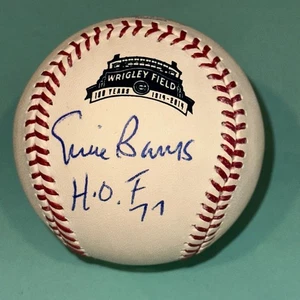 WRIGLEY FIELD
100 YEARS 1914-2014
Ernie Banks
H.O.F
77